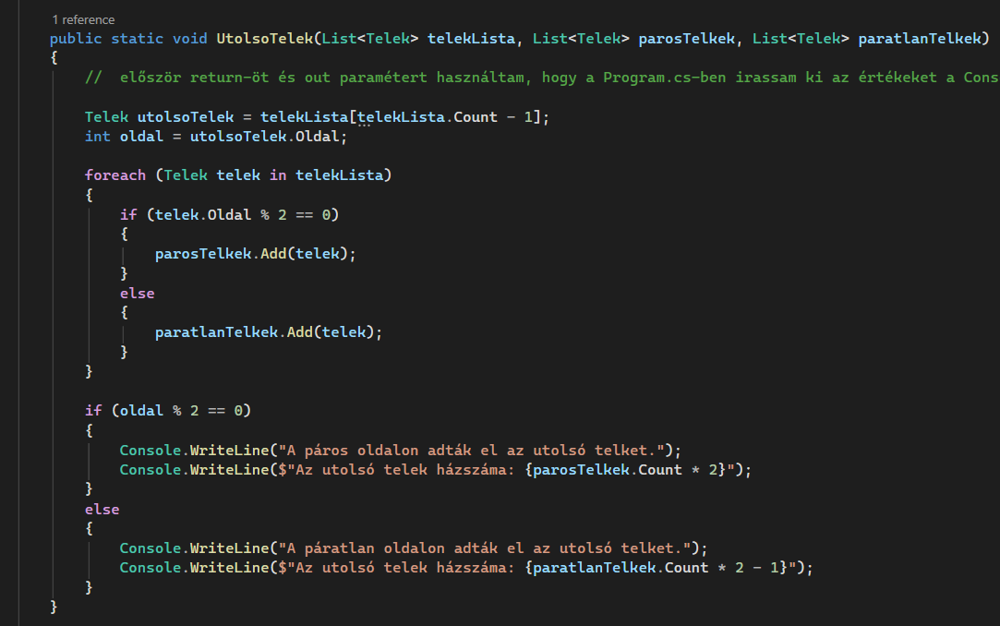 1 reference
public static void UtolsoTelek(List<Telek> telekLista, List<Telek> parosTelkek, List<Telek> paratlanTelkek)
{
// először return-öt és out paramétert használtam, hogy a Program.cs-ben irassam ki az értékeket a Cons
Telek utolsoTelek = telekLista[telekLista.Count - 1];
int oldal = utolsoTelek.Oldal;
foreach (Telek telek in telekLista)
{
if (telek.Oldal % 2 == 0)
{
parosTelkek.Add(telek);
}
else
{
paratlanTelkek.Add(telek);
}
}
if (oldal % 2 == 0)
{
Console.WriteLine("A páros oldalon adták el az utolsó telket.");
Console.WriteLine($"Az utolsó telek házszáma: {parosTelkek.Count * 2}");
}
else
{
Console.WriteLine("A páratlan oldalon adták el az utolsó telket.");
Console.WriteLine($"Az utolsó telek házszáma: {paratlanTelkek.Count * 2 - 1}");
}
}